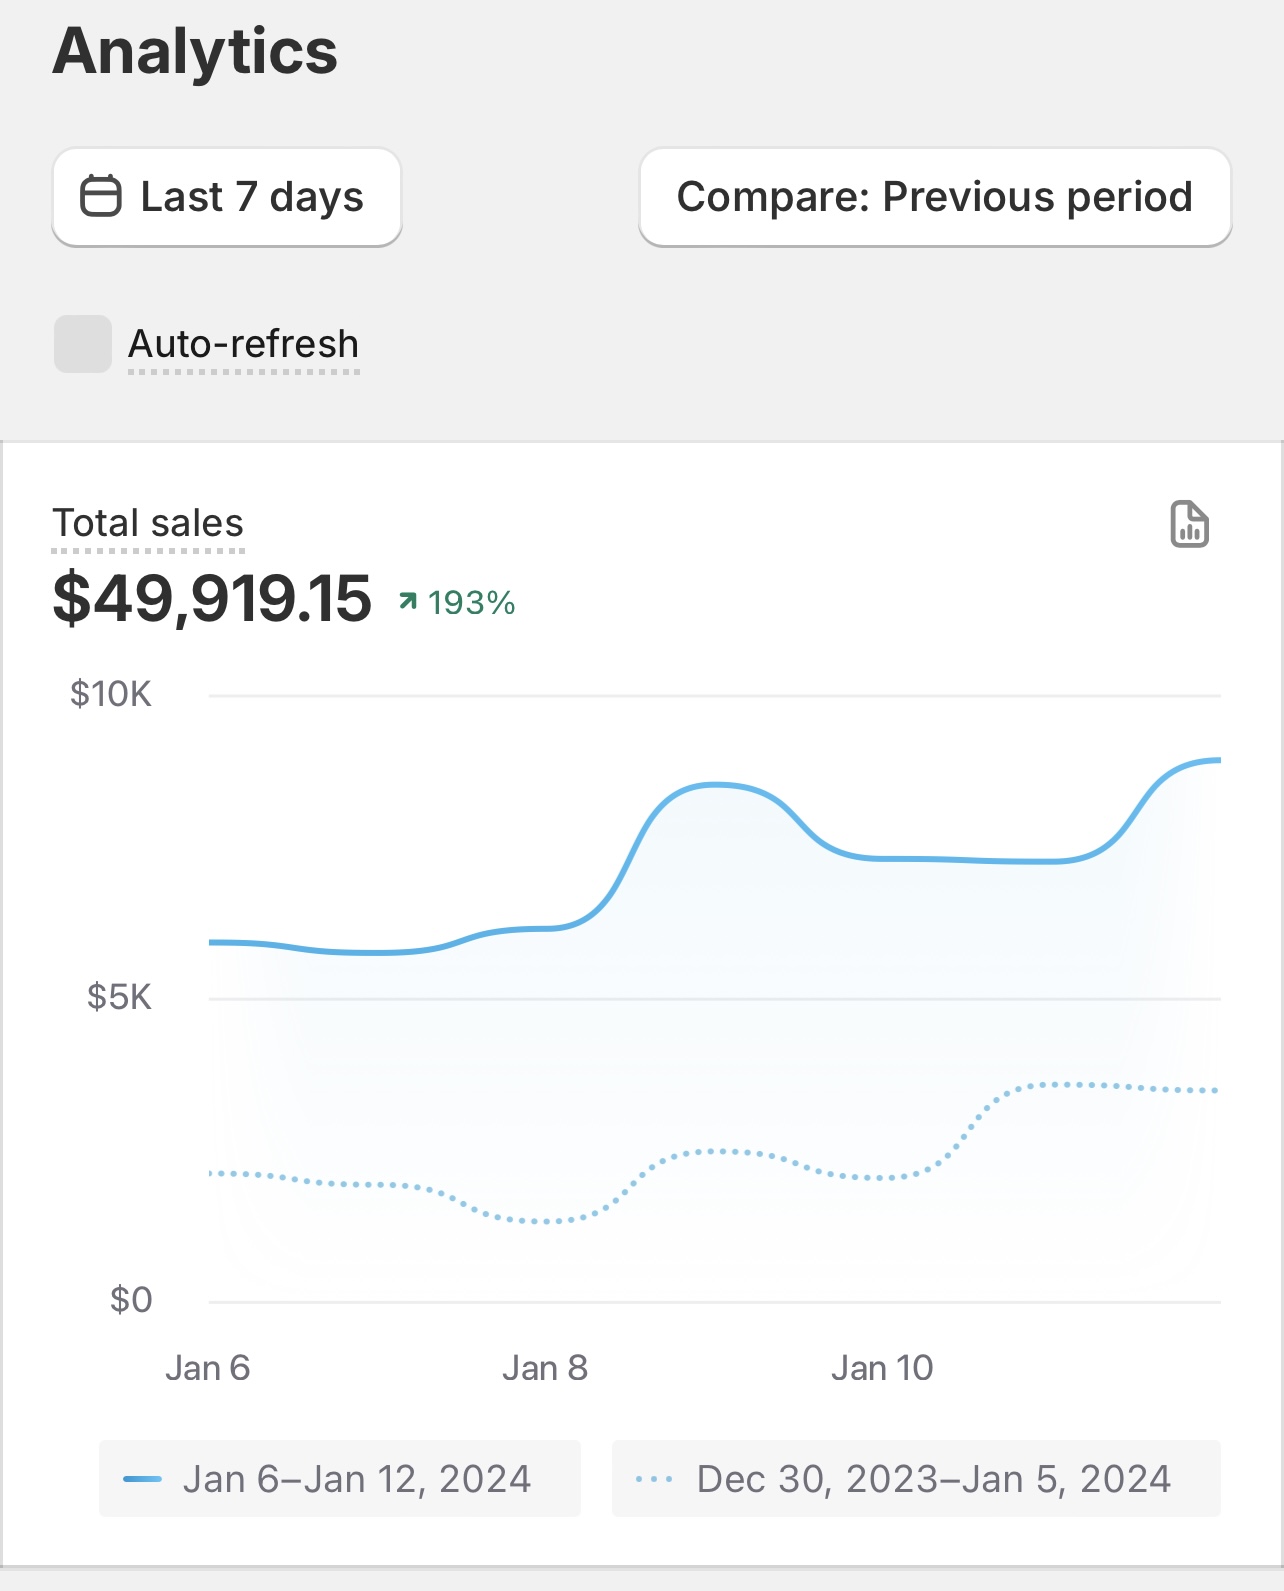 Analytics
Last 7 days
Compare: Previous period
Auto-refresh
Total sales
$49,919.15 193%
$10K
$5K
$0
Jan 6 Jan 8 Jan 10
Jan 6–Jan 12, 2024 Dec 30, 2023–Jan 5, 2024